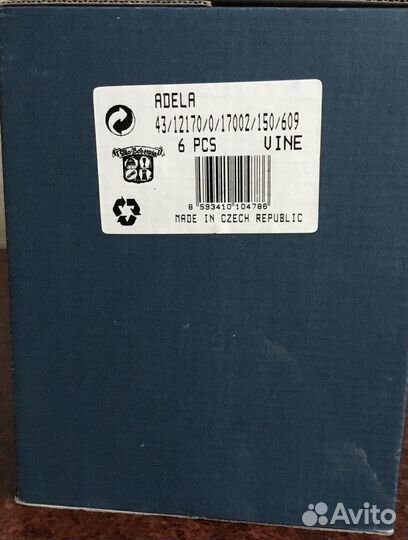 ADELA
43/12170/0/17002/150/609
6 PCS VINE
8 593410 104786
MADE IN CZECH REPUBLIC
Avito